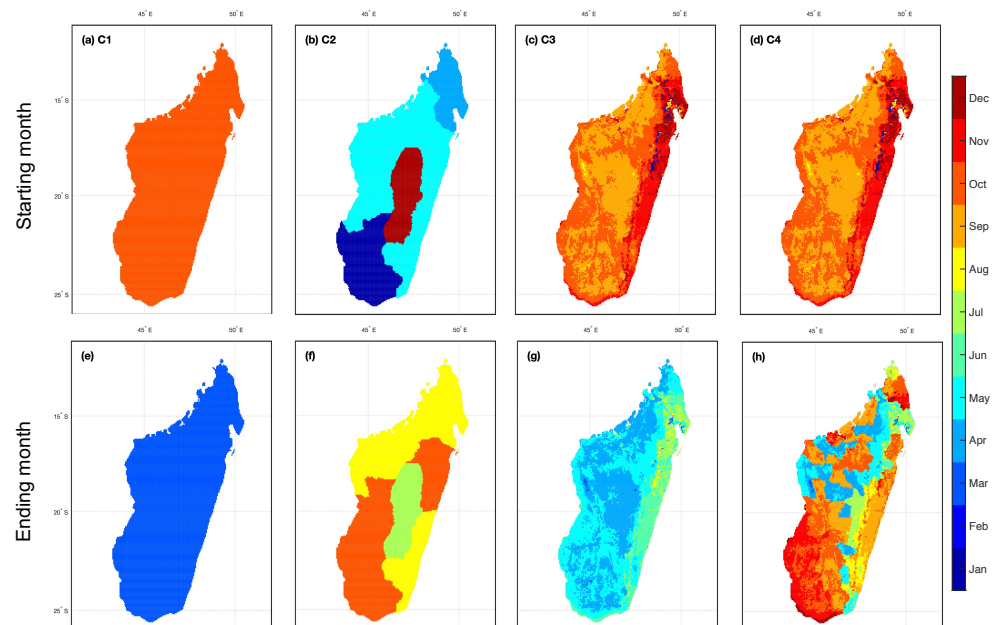 45° E 50° E 45° E 50° E 45° E 50° E 45° E 50° E
(a) C1 (b) C2 (c) C3 (d) C4
Starting month
15° S
20° S
25° S
Dec
Nov
Oct
Sep
Aug
Jul
Jun
May
Apr
Mar
Feb
Jan
45° E 50° E 45° E 50° E 45° E 50° E 45° E 50° E
(e) (f) (g) (h)
Ending month
15° S
20° S
25° S